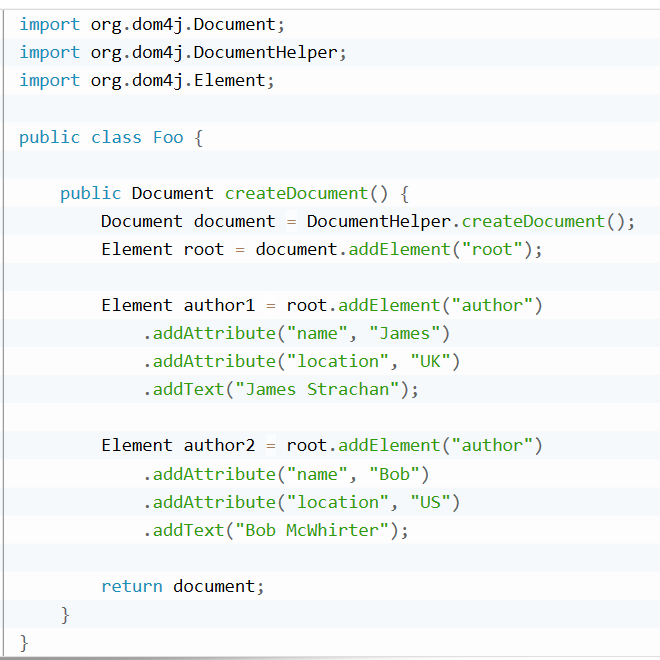 import org.dom4j.Document;
import org.dom4j.DocumentHelper;
import org.dom4j.Element;

public class Foo {

    public Document createDocument() {
        Document document = DocumentHelper.createDocument();
        Element root = document.addElement("root");

        Element author1 = root.addElement("author")
            .addAttribute("name", "James")
            .addAttribute("location", "UK")
            .addText("James Strachan");

        Element author2 = root.addElement("author")
            .addAttribute("name", "Bob")
            .addAttribute("location", "US")
            .addText("Bob McWhirter");

        return document;
    }
}